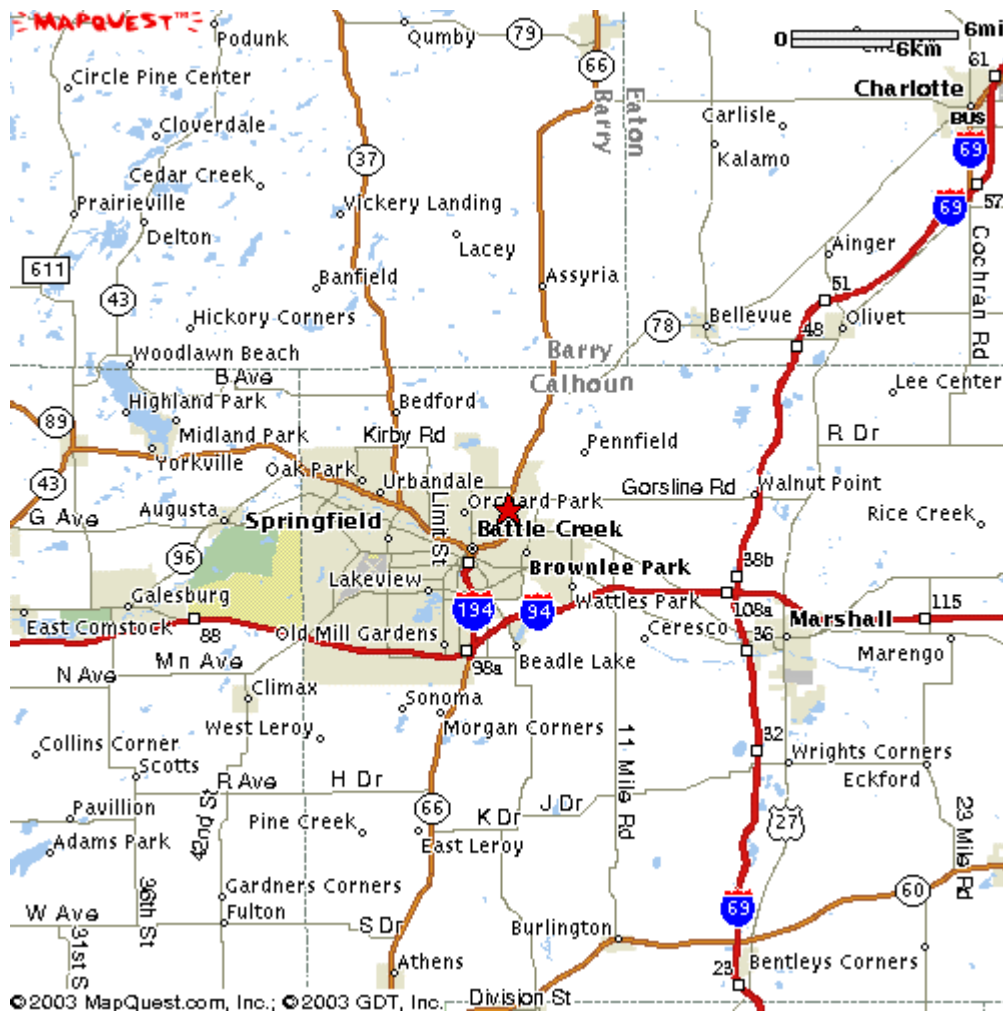 MAPQUEST™
Podunk
Qumby
79
0
6mi
6km
66
61
Circle Pine Center
Barry
Eaton
Charlotte
Carlisle
BUS
Cloverdale
69
37
Kalamo
Cedar Creek
57
Prairieville
Vickery Landing
69
Delton
Lacey
Ainger
Cochran Rd
611
Banfield
Assyria
43
51
Hickory Corners
78
Bellevue
Olivet
48
Woodlawn Beach
Barry
B Ave
Calhoun
Lee Center
Highland Park
Bedford
89
Midland Park
Kirby Rd
Pennfield
R Dr
Yorkville
Oak Park
43
Urbandale
Gorsline Rd
Walnut Point
Augusta
Limit St
Orchard Park
G Ave
Springfield
Rice Creek
Battle Creek
96
38b
Lakeview
Brownlee Park
Galesburg
194
94
Wattles Park
108a
115
East Comstock
88
Old Mill Gardens
Ceresco
36
Marshall
Mn Ave
98a
Beadle Lake
Marengo
N Ave
Climax
Sonoma
West Leroy
Morgan Corners
11 Mile Rd
32
Collins Corner
Scotts
Wrights Corners
R Ave
H Dr
Eckford
Pavillion
42nd St
66
J Dr
K Dr
27
Pine Creek
23 Mile Rd
Adams Park
East Leroy
Gardners Corners
60
36th St
69
W Ave
Fulton
S Dr
Burlington
31st S
Athens
23
Bentleys Corners
©2003 MapQuest.com, Inc.; ©2003 GDT, Inc.
Division St